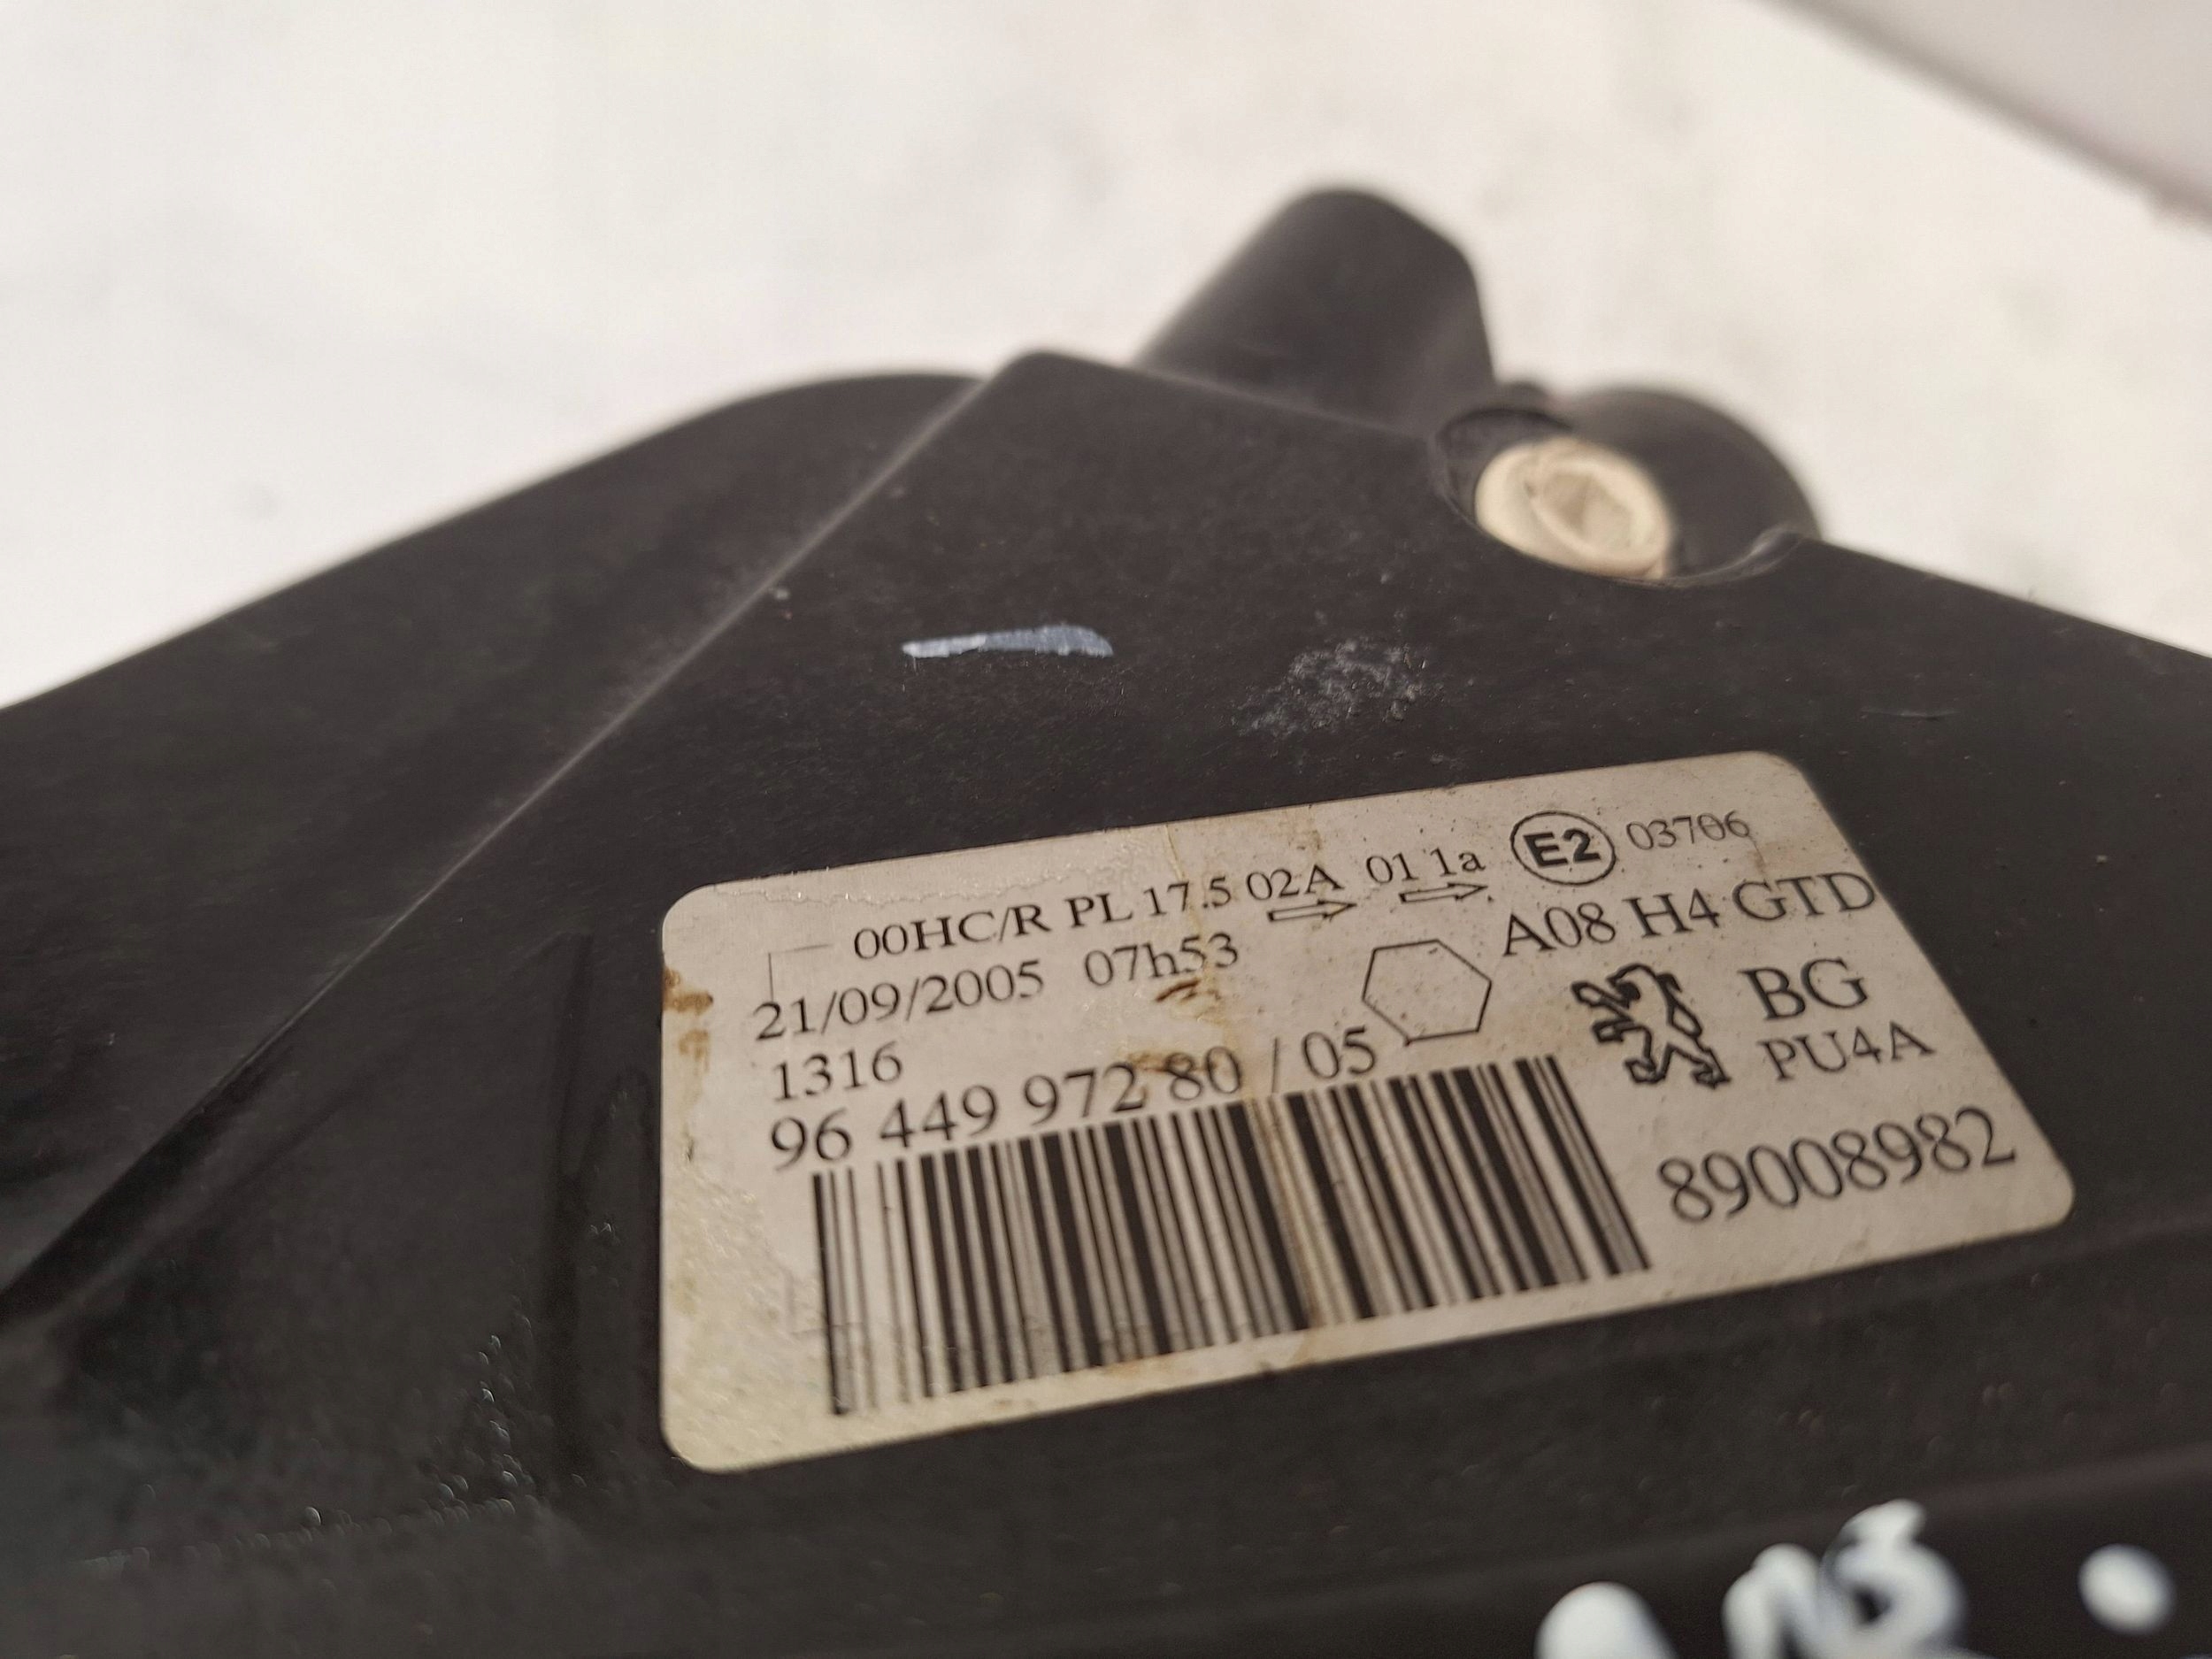 00HC/R PL 17.5 02A 01 1a E2 03706
21/09/2005 07h53 A08 H4 GTD
1316 BG
96 449 972 80 / 05 PU4A
89008982